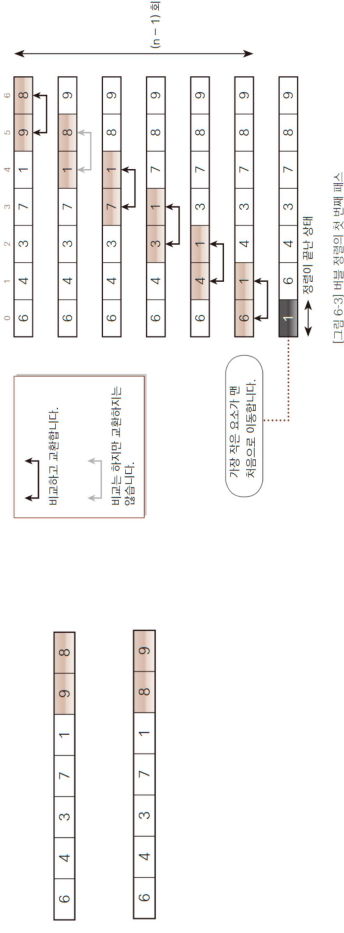 6 4 3 7 1 9 8
6 4 3 7 1 8 9
비교하고 교환합니다.
비교는 하지만 교환하지는
않습니다.
가장 작은 요소가 맨
처음으로 이동합니다.
0 1 2 3 4 5 6
6 4 3 7 1 9 8
6 4 3 7 1 8 9
6 4 3 7 1 8 9
6 4 3 1 7 8 9
6 4 1 3 7 8 9
6 1 4 3 7 8 9
1 6 4 3 7 8 9
(n - 1) 회
정렬이 끝난 상태
[그림 6-3] 버블 정렬의 첫 번째 패스